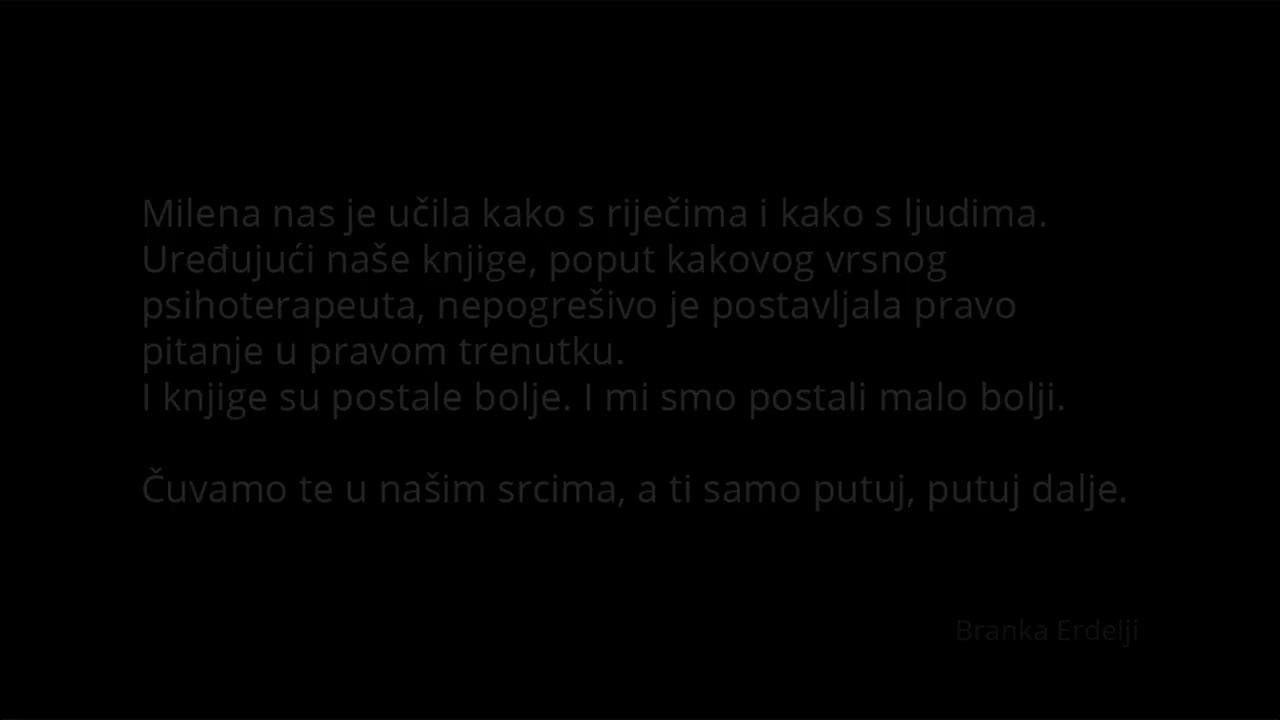 Milena nas je učila kako s riječima i kako s ljudima.
Uređujući naše knjige, poput kakovog vrsnog
psihoterapeuta, nepogrešivo je postavljala pravo
pitanje u pravom trenutku.
I knjige su postale bolje. I mi smo postali malo bolji.
Čuvamo te u našim srcima, a ti samo putuj, putuj dalje.
Branka Erdelji